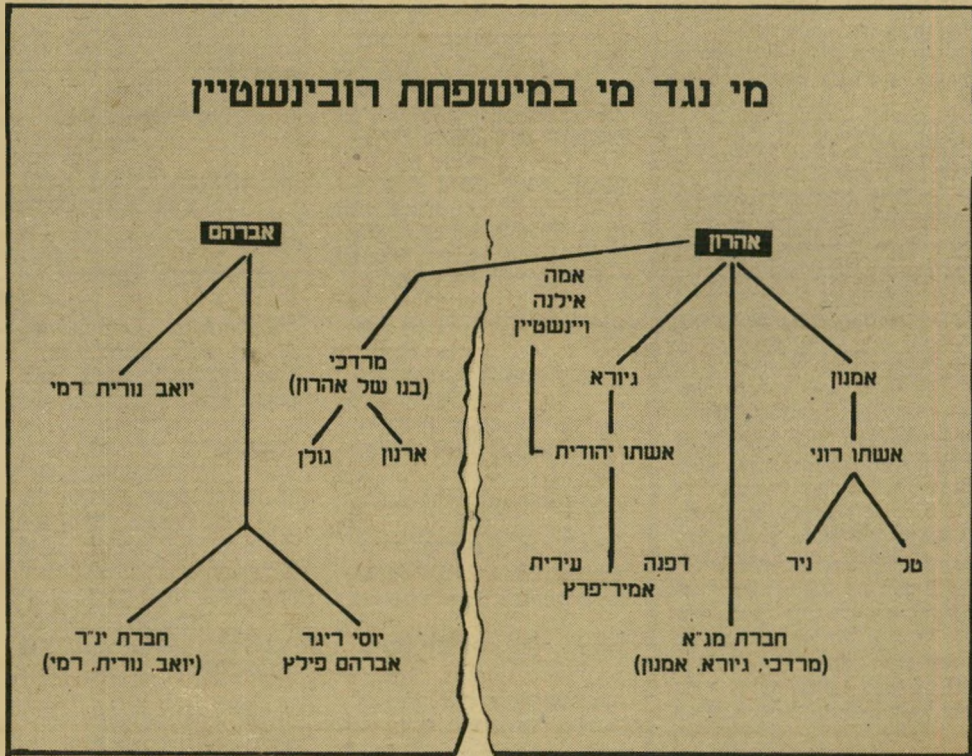 מי נגד מי במישפחת רובינשטיין
אהרון
אברהם
אמה
אילנה
ויינשטיין
אמנון
גיורא
מרדכי
(בנו של אהרון)
יואב נורית רמי
אשתו רוני
אשתו יהודית
ארנון
גולן
טל
ניר
דפנה
עירית
אמיר־פרץ
חברת מג״א
(מרדכי. גיורא. אמנון)
יוסי ריגר
אברהם פילץ
חברת ינ״ר
(יואב. נורית. רמי)